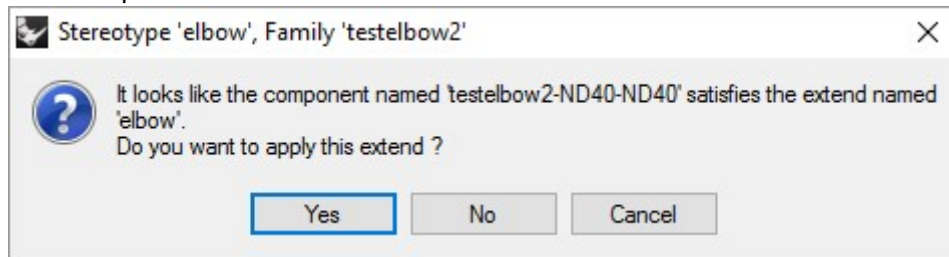 Stereotype 'elbow', Family 'testelbow2'
It looks like the component named 'testelbow2-ND40-ND40' satisfies the extend named
'elbow'.
Do you want to apply this extend ?
Yes No Cancel